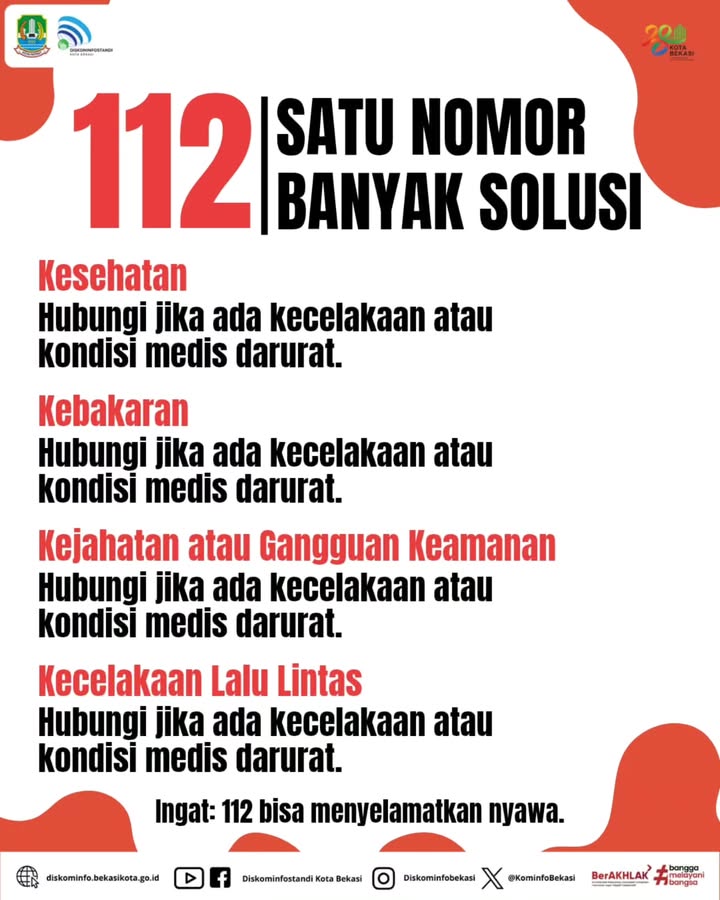 DISKOMINFOSTANDI
KOTA BEKASI
KOTA
BEKASI
112
SATU NOMOR
BANYAK SOLUSI
Kesehatan
Hubungi jika ada kecelakaan atau
kondisi medis darurat.
Kebakaran
Hubungi jika ada kecelakaan atau
kondisi medis darurat.
Kejahatan atau Gangguan Keamanan
Hubungi jika ada kecelakaan atau
kondisi medis darurat.
Kecelakaan Lalu Lintas
Hubungi jika ada kecelakaan atau
kondisi medis darurat.
Ingat: 112 bisa menyelamatkan nyawa.
diskominfo.bekasikota.go.id
Diskominfostandi Kota Bekasi
Diskominfobekasi
@KominfoBekasi
BerAKHLAK
#bangga
melayani
bangsa